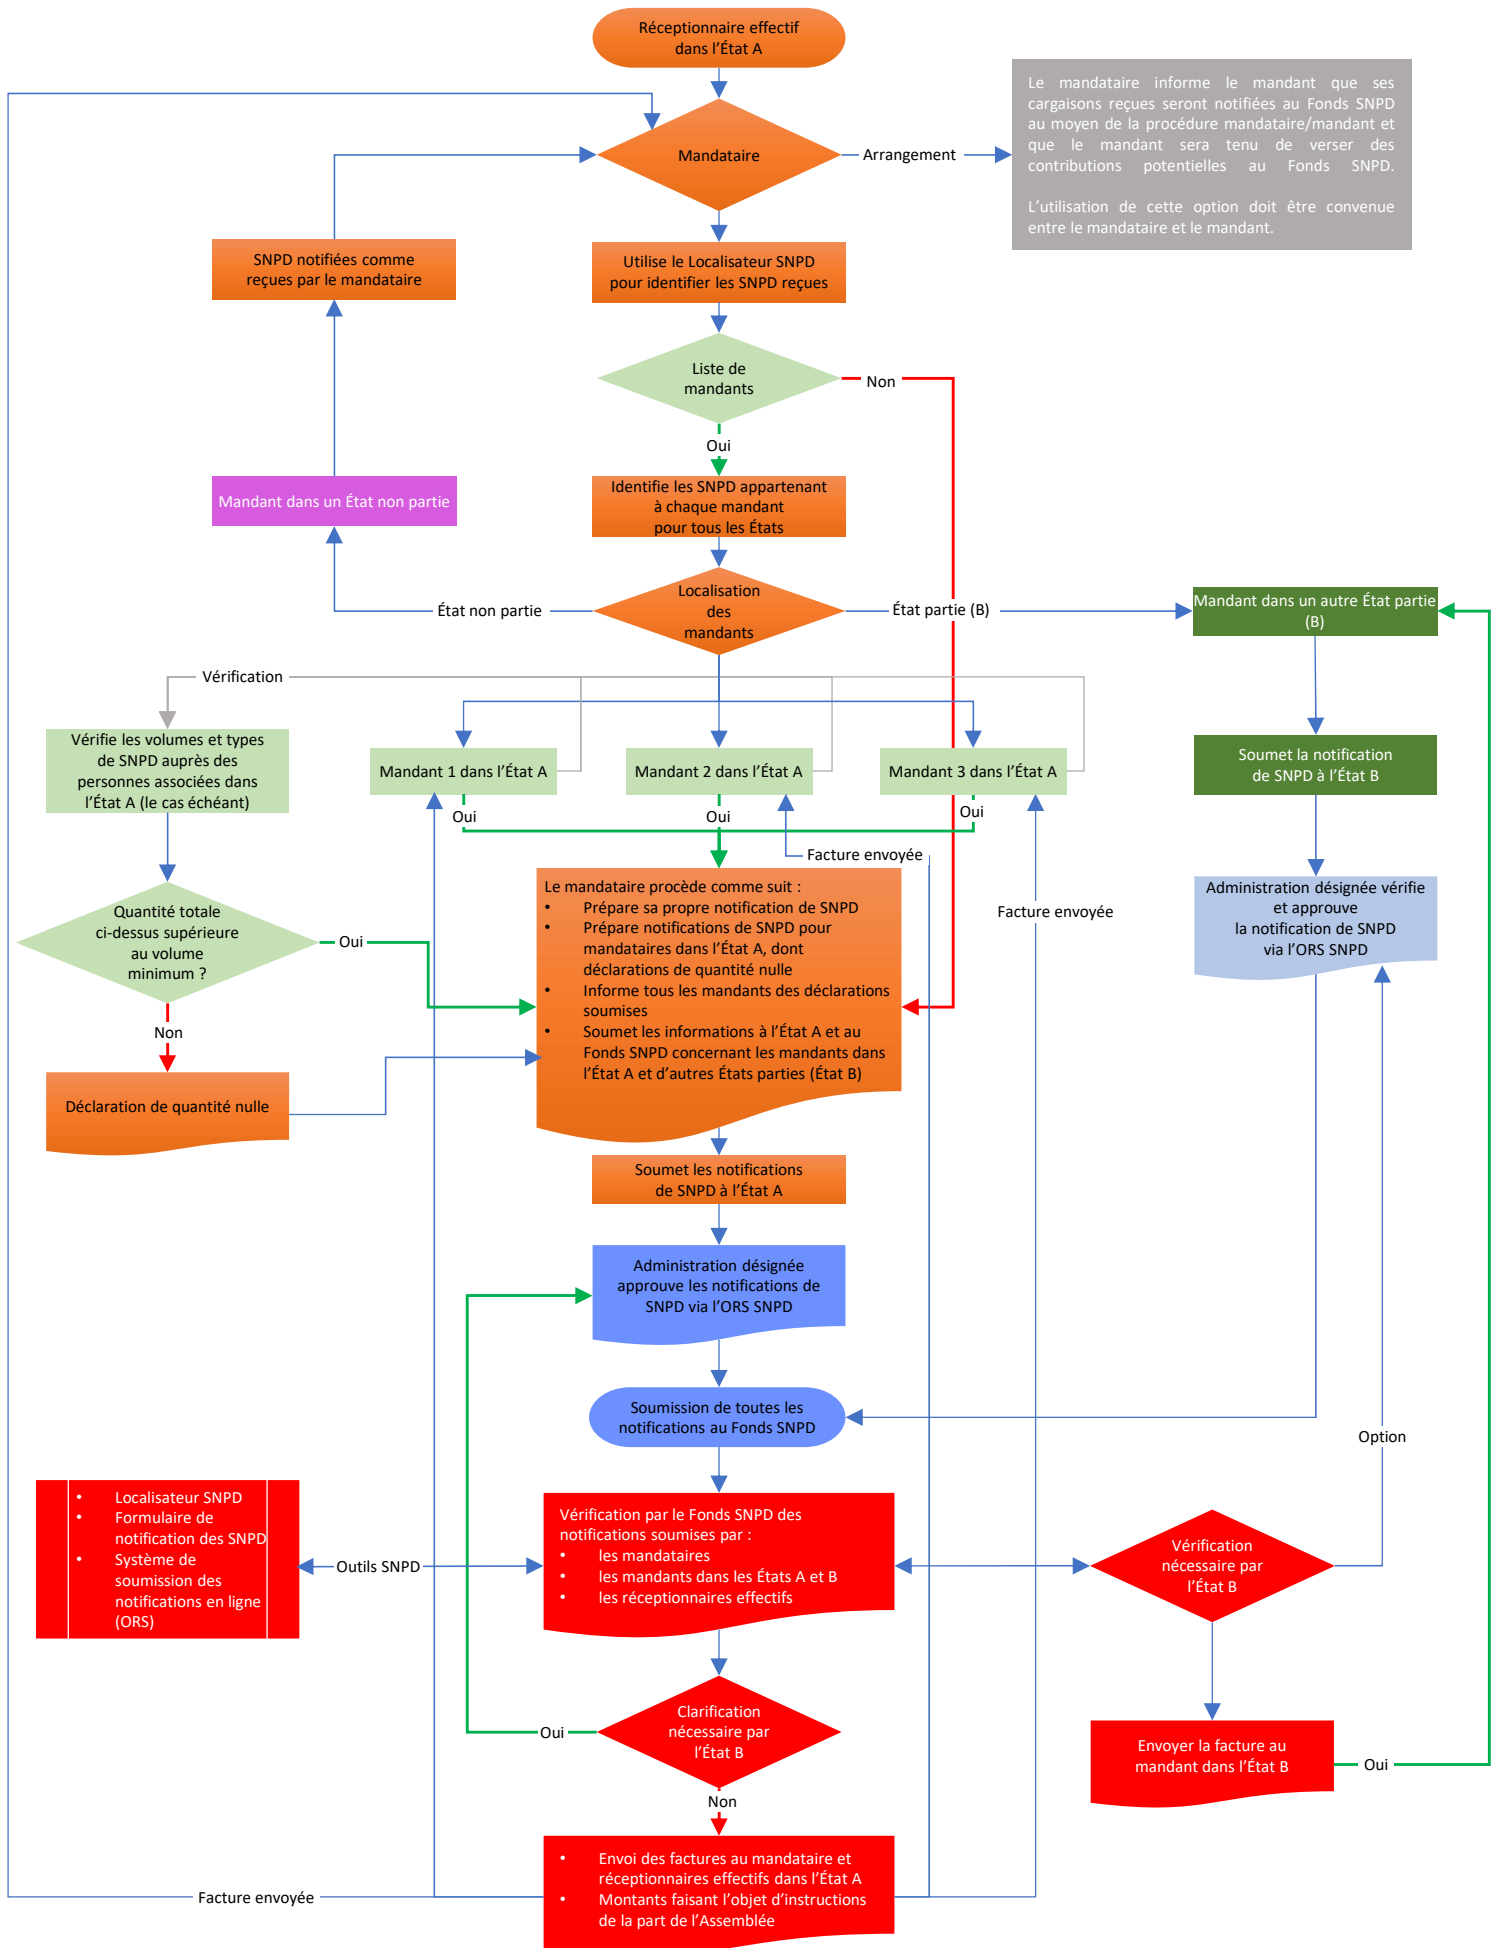 Réceptionnaire effectif
dans l'État A
Le mandataire informe le mandant que ses
cargaisons reçues seront notifiées au Fonds SNPD
au moyen de la procédure mandataire/mandant et
que le mandant sera tenu de verser des
contributions potentielles au Fonds SNPD.
L'utilisation de cette option doit être convenue
entre le mandataire et le mandant.
Mandataire
Arrangement
SNPD notifiées comme
reçues par le mandataire
Utilise le Localisateur SNPD
pour identifier les SNPD reçues
Liste de
mandants
Non
Oui
Mandant dans un État non partie
Identifie les SNPD appartenant
à chaque mandant
pour tous les États
Localisation
des
mandants
État non partie
État partie (B)
Mandant dans un autre État partie
(B)
Vérification
Vérifie les volumes et types
de SNPD auprès des
personnes associées dans
l'État A (le cas échéant)
Mandant 1 dans l'État A
Mandant 2 dans l'État A
Mandant 3 dans l'État A
Soumet la notification
de SNPD à l'État B
Oui
Oui
Oui
Facture envoyée
Facture envoyée
Quantité totale
ci-dessus supérieure
au volume
minimum ?
Oui
Non
Le mandataire procède comme suit :
• Prépare sa propre notification de SNPD
• Prépare notifications de SNPD pour
mandataires dans l'État A, dont
déclarations de quantité nulle
• Informe tous les mandants des déclarations
soumises
• Soumet les informations à l'État A et au
Fonds SNPD concernant les mandants dans
l'État A et d'autres États parties (État B)
Administration désignée vérifie
et approuve
la notification de SNPD
via l'ORS SNPD
Déclaration de quantité nulle
Soumet les notifications
de SNPD à l'État A
Administration désignée
approuve les notifications de
SNPD via l'ORS SNPD
Soumission de toutes les
notifications au Fonds SNPD
Option
• Localisateur SNPD
• Formulaire de
notification des SNPD
• Système de
soumission des
notifications en ligne
(ORS)
Outils SNPD
Vérification par le Fonds SNPD des
notifications soumises par :
• les mandataires
• les mandants dans les États A et B
• les réceptionnaires effectifs
Vérification
nécessaire par
l'État B
Clarification
nécessaire par
l'État B
Oui
Non
Envoyer la facture au
mandant dans l'État B
Oui
• Envoi des factures au mandataire et
réceptionnaires effectifs dans l'État A
• Montants faisant l'objet d'instructions
de la part de l'Assemblée
Facture envoyée